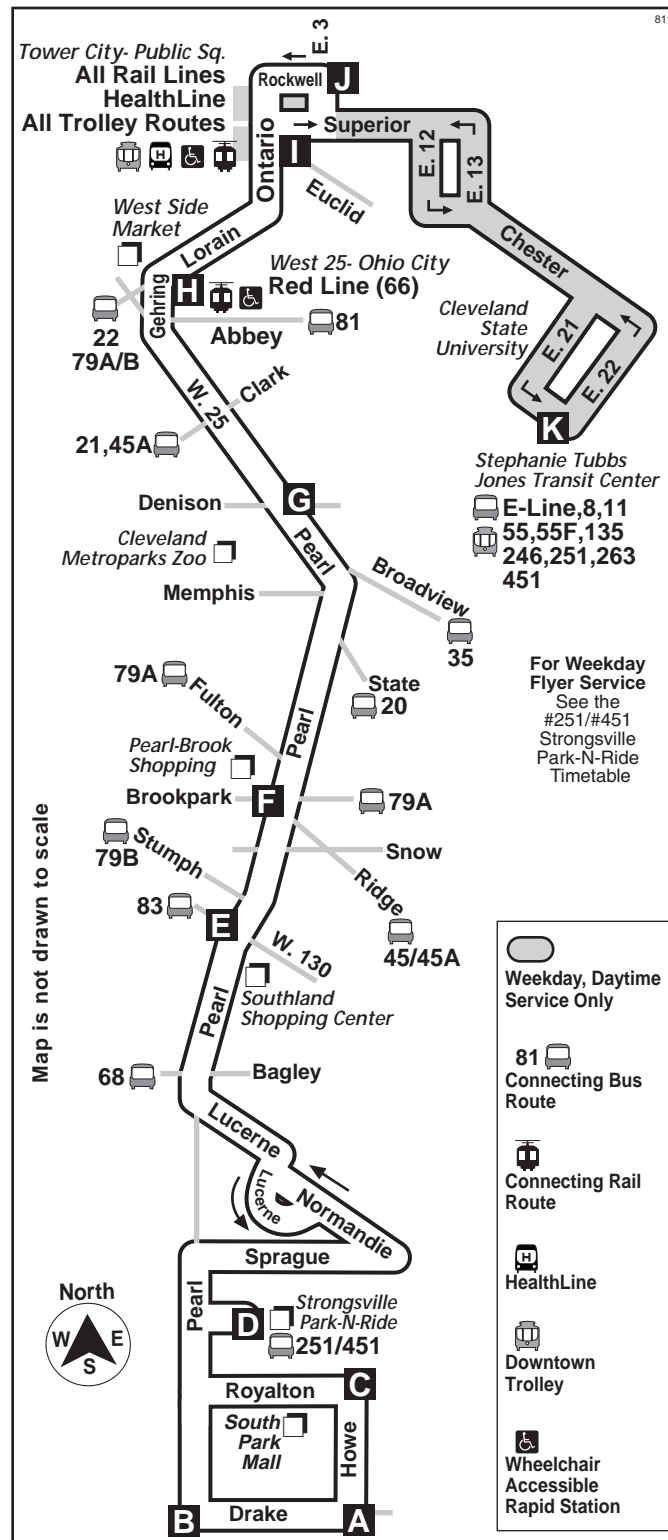 811
Tower City- Public Sq.
All Rail Lines
HealthLine
All Trolley Routes
E. 3
Rockwell
J
Superior
I
Ontario
Euclid
E. 12
E. 13
Chester
West Side
Market
Lorain
Gehring
H
West 25- Ohio City
Red Line (66)
22
79A/B
Abbey
81
Cleveland
State
University
E. 21
E. 22
K
Stephanie Tubbs
Jones Transit Center
E-Line,8,11
55,55F,135
246,251,263
451
W. 25
Clark
21,45A
Denison
G
Cleveland
Metroparks Zoo
Pearl
Memphis
Broadview
35
State
20
79A
Fulton
Pearl
For Weekday
Flyer Service
See the
#251/#451
Strongsville
Park-N-Ride
Timetable
Pearl-Brook
Shopping
Brookpark
F
79A
79B
Stumph
Snow
Ridge
45/45A
83
E
W. 130
Southland
Shopping Center
Pearl
68
Bagley
Lucerne
Lucerne
Normandie
Sprague
Pearl
D
Strongsville
Park-N-Ride
251/451
C
Royalton
South
Park
Mall
Howe
Drake
B
A
Map is not drawn to scale
North
W
E
S
Weekday, Daytime
Service Only
81
Connecting Bus
Route
Connecting Rail
Route
H
HealthLine
Downtown
Trolley
Wheelchair
Accessible
Rapid Station